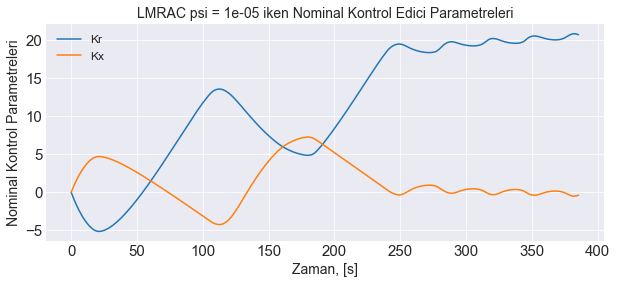 LMRAC psi = 1e-05 iken Nominal Kontrol Edici Parametreleri
Kr
Kx
Nominal Kontrol Parametreleri
20
15
10
5
0
−5
0 50 100 150 200 250 300 350 400
Zaman, [s]